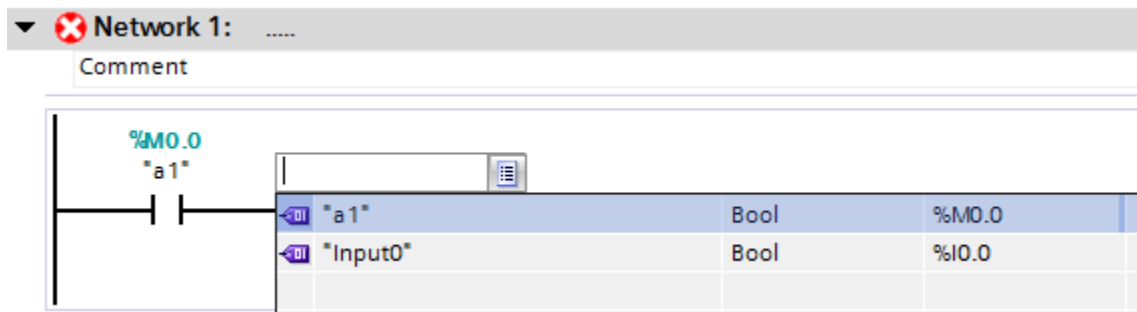 Network 1: .....
Comment
%M0.0
"a1"
"a1" Bool %M0.0
"Input0" Bool %I0.0